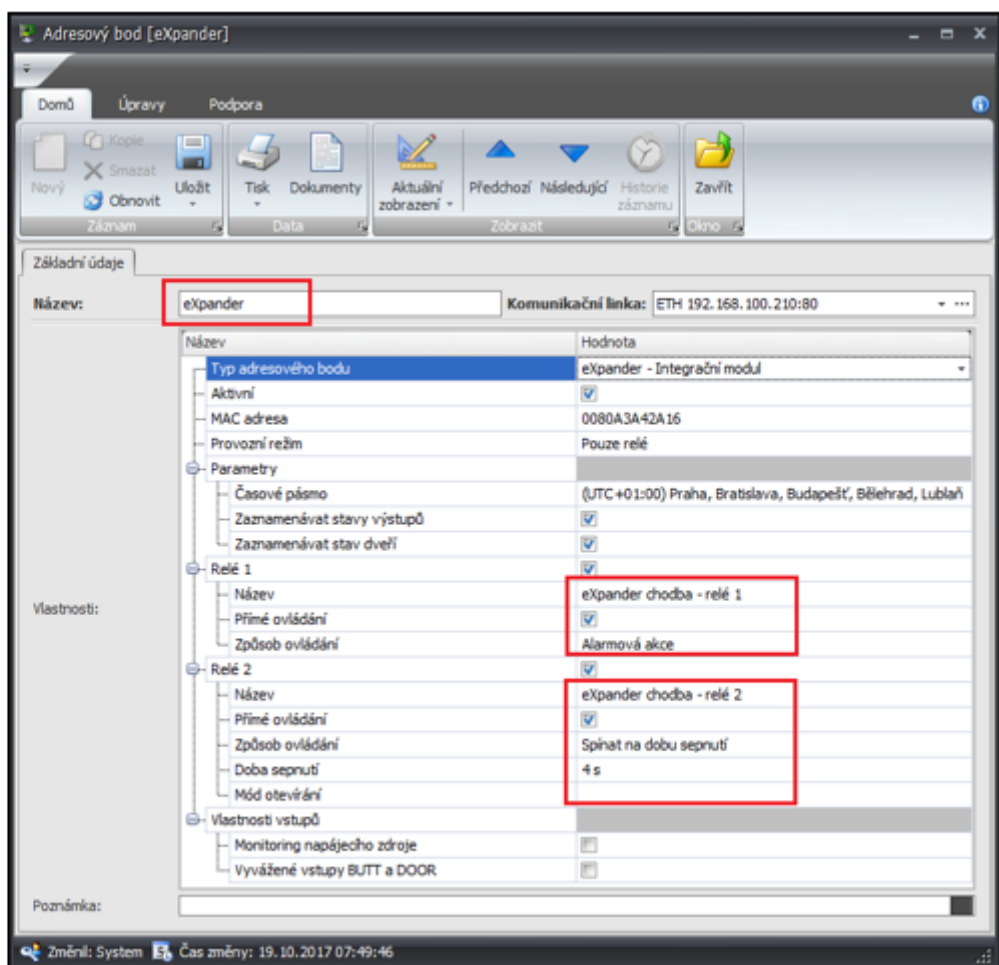 Adresový bod [eXpander]
Domů Úpravy Podpora
Nový Kopie Smazat Obnovit Uložit Tisk Dokumenty Aktuální zobrazení Předchozí Následující Historie záznamu Zavřít
Záznam Data Zobrazit Okno
Základní údaje
Název: eXpander Komunikační linka: ETH 192.168.100.210:80
Název Hodnota
Typ adresového bodu eXpander - Integrační modul
Aktivní
MAC adresa 0080A3A42A16
Provozní režim Pouze relé
Parametry
Časové pásmo (UTC+01:00) Praha, Bratislava, Budapešť, Bělehrad, Lublaň
Zaznamenávat stavy výstupů
Zaznamenávat stav dveří
Relé 1
Vlastnosti:
Název eXpander chodba - relé 1
Přímé ovládání
Způsob ovládání Alarmová akce
Relé 2
Název eXpander chodba - relé 2
Přímé ovládání
Způsob ovládání Spínat na dobu sepnutí
Doba sepnutí 4 s
Mód otevírání
Vlastnosti vstupů
Monitoring napájecího zdroje
Vyvážené vstupy BUTT a DOOR
Poznámka:
Změnil: System Čas změny: 19.10.2017 07:49:46